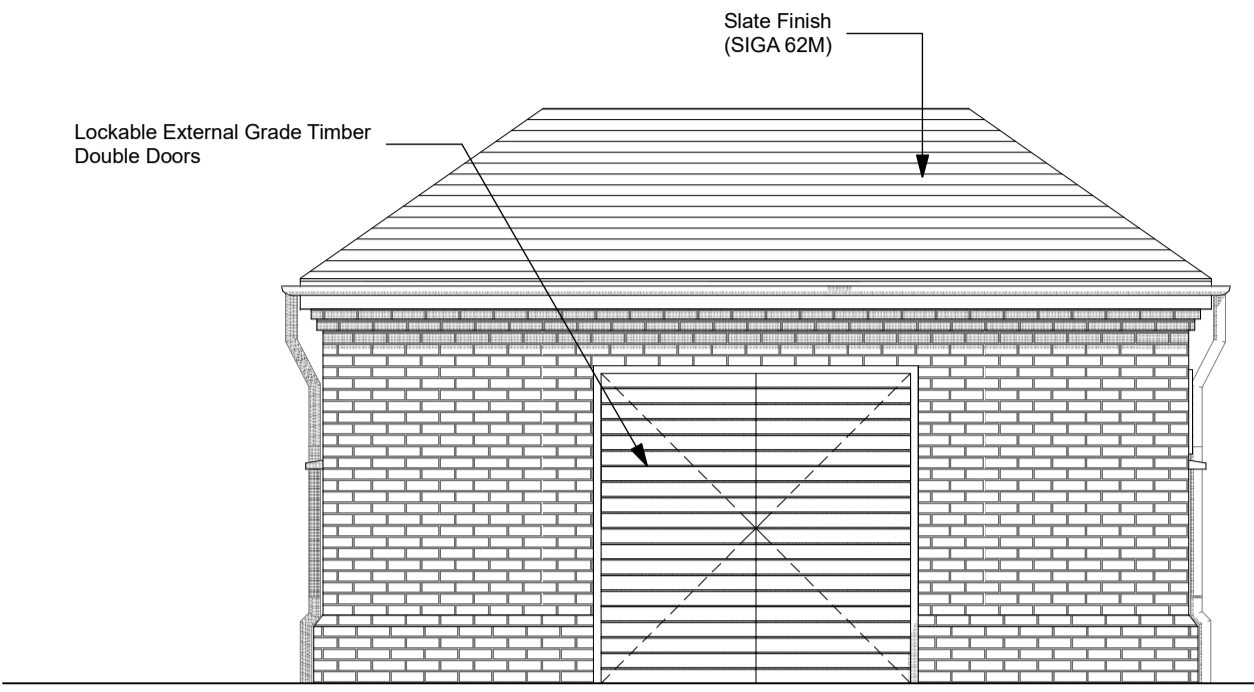 Slate Finish
(SIGA 62M)
Lockable External Grade Timber
Double Doors